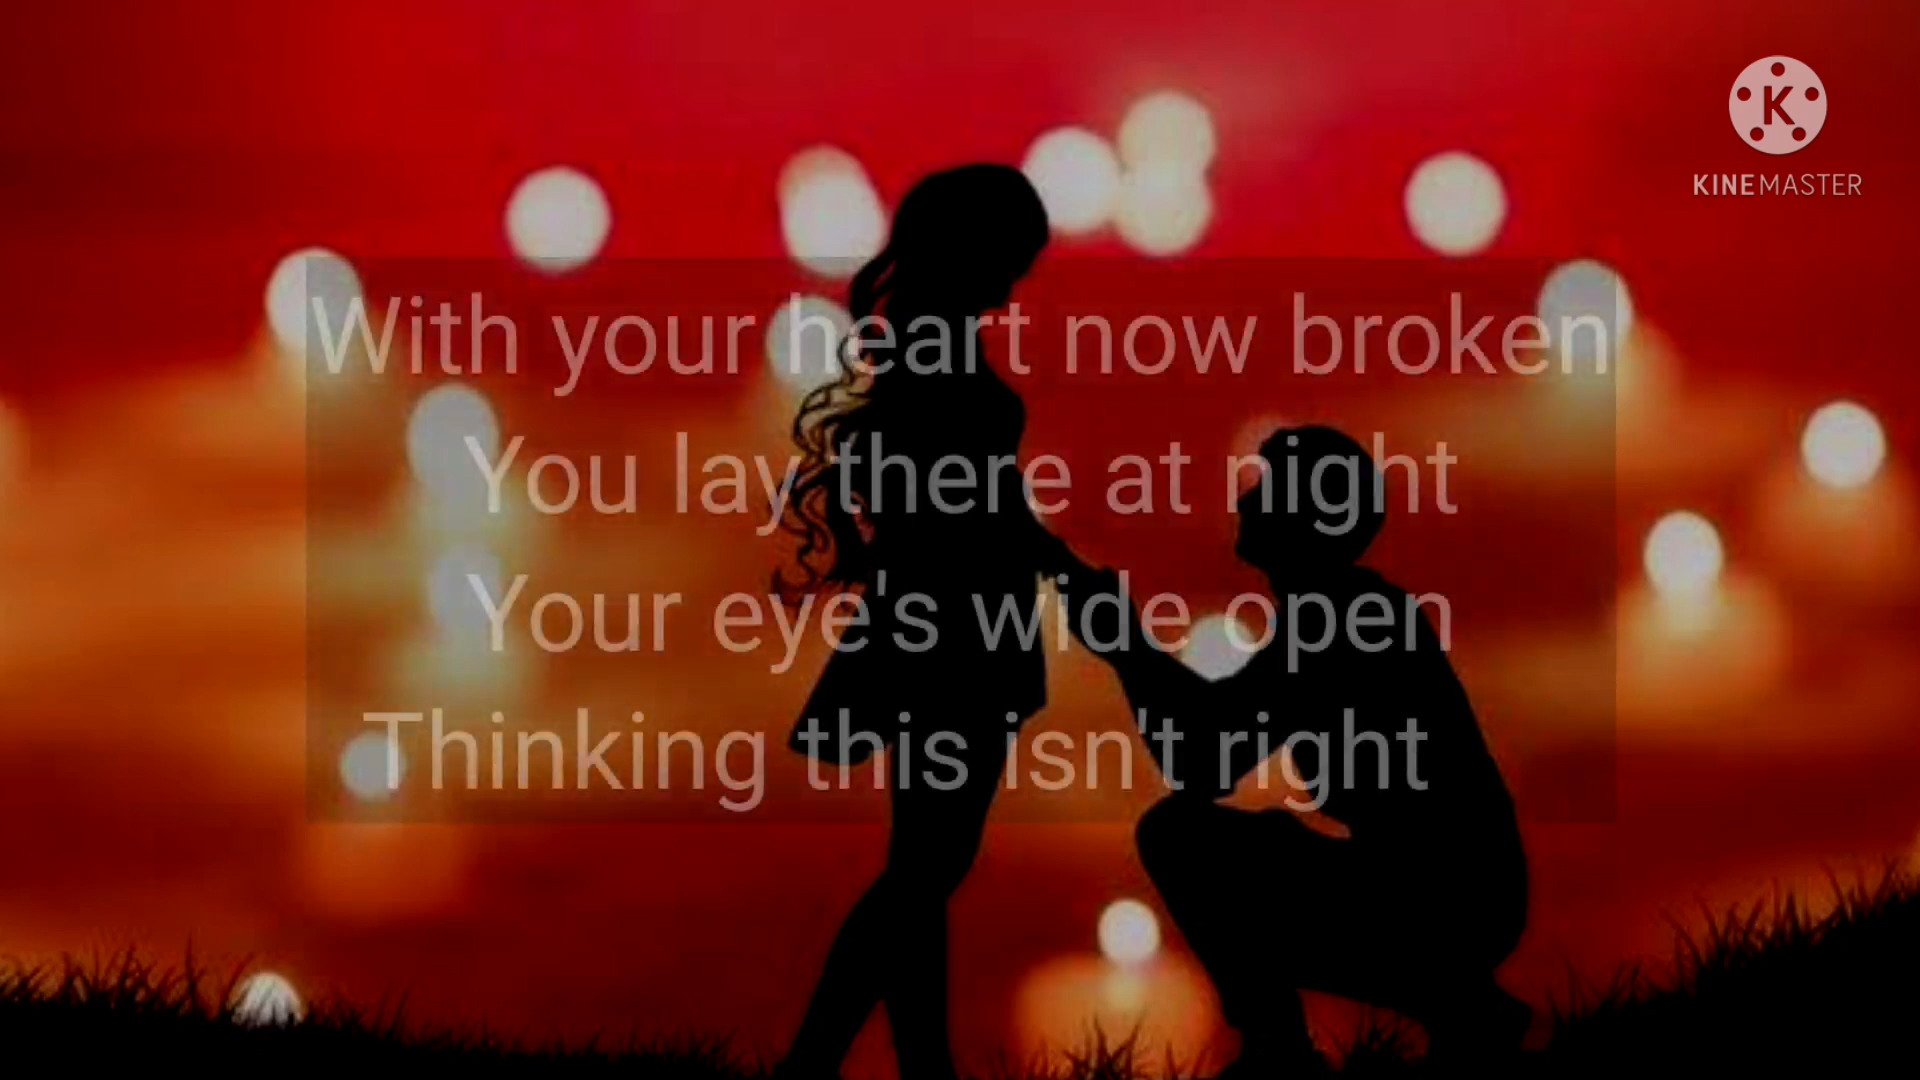 KINEMASTER
With your heart now broken
You lay there at night
Your eye's wide open
Thinking this isn't right